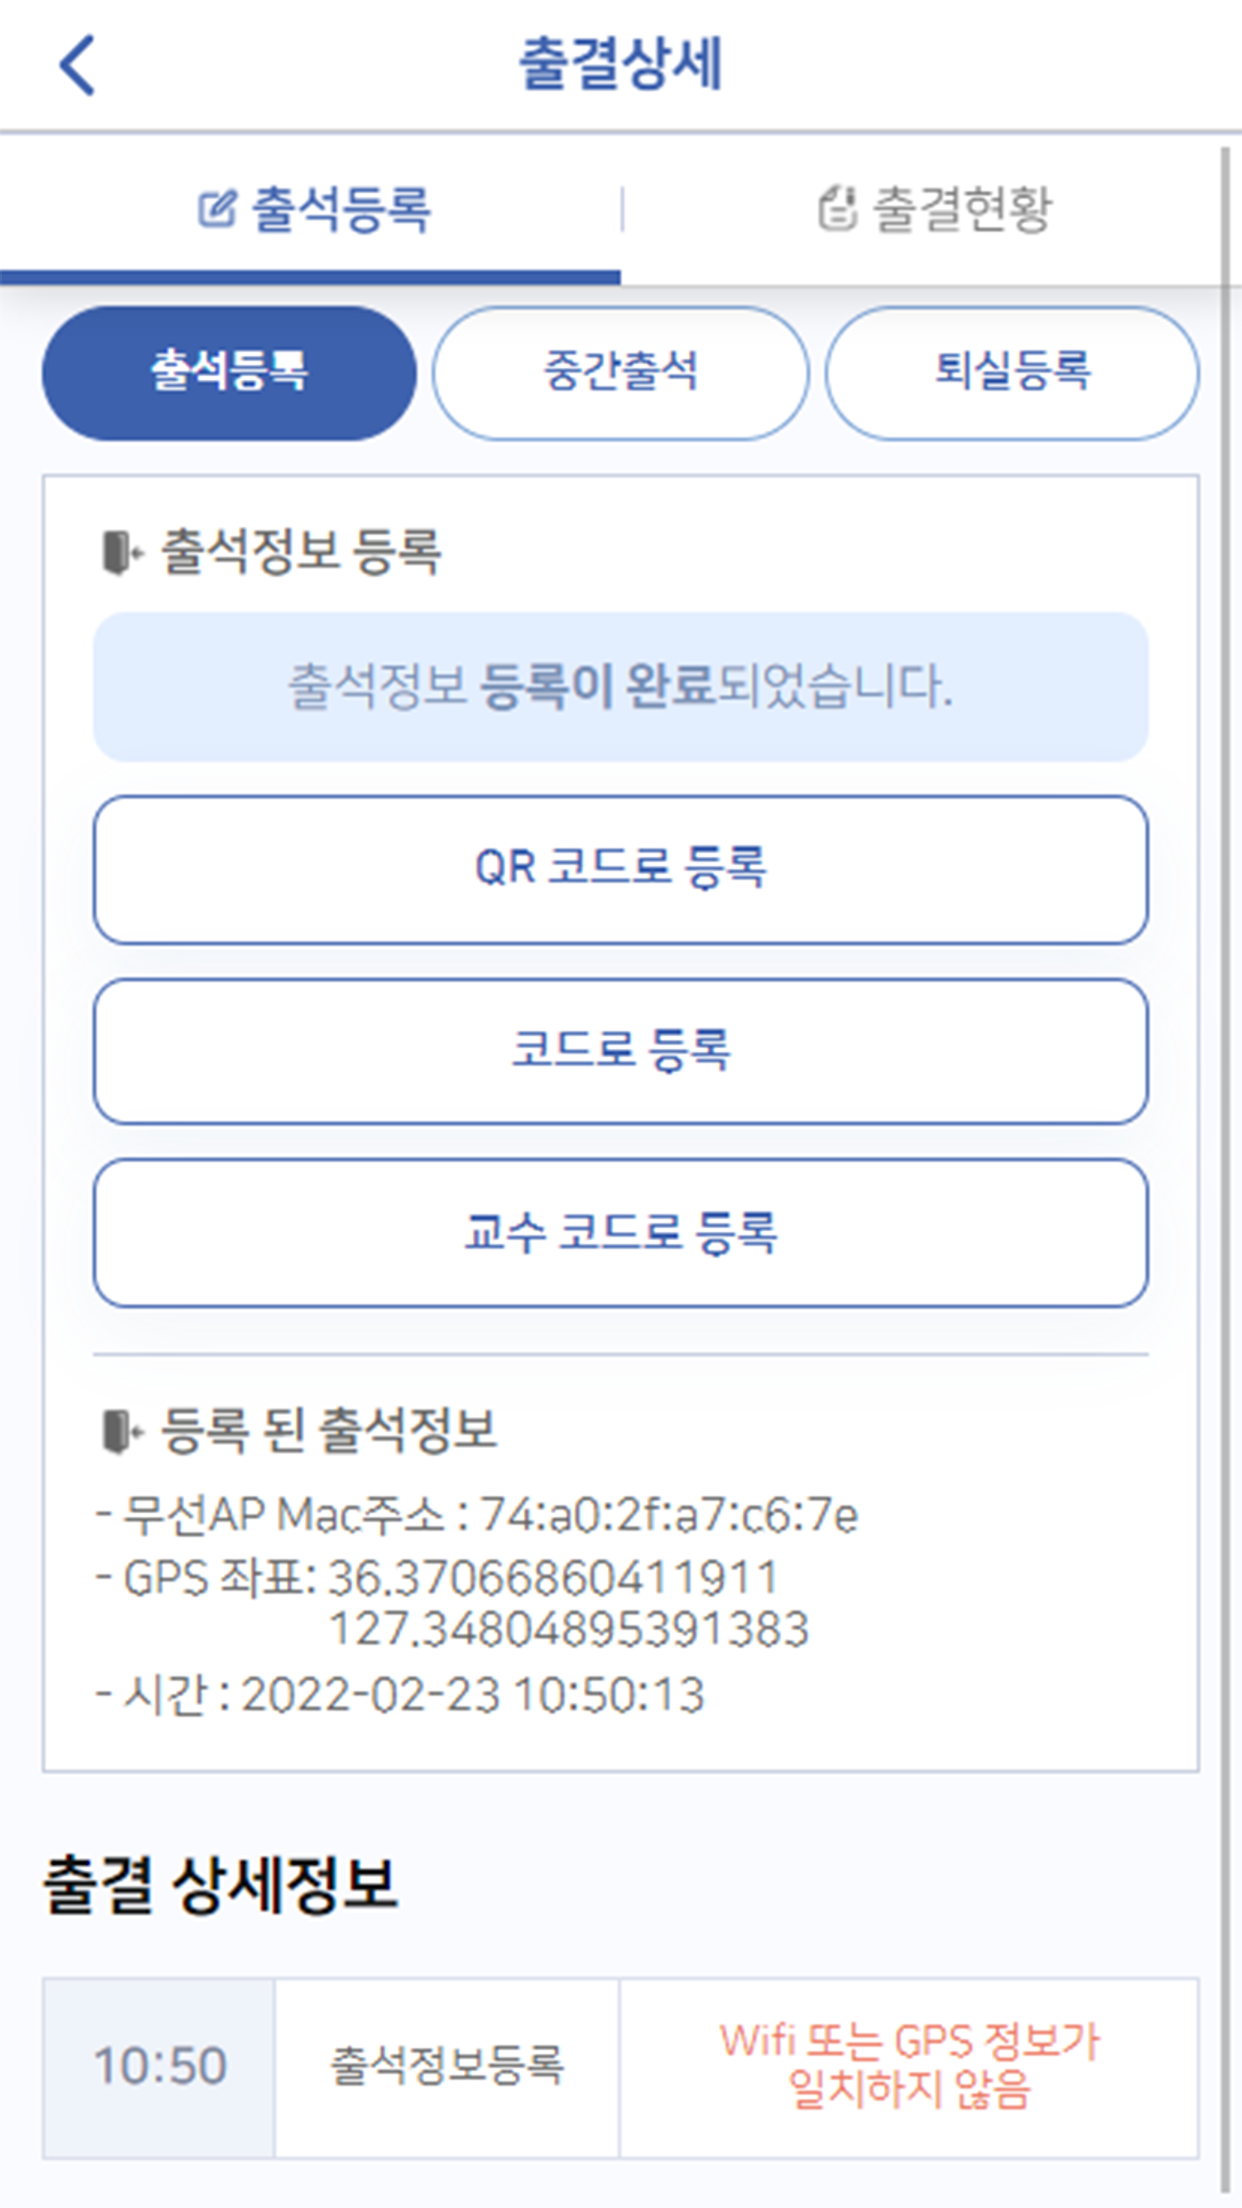 출결상세
출석등록
출결현황
출석등록
중간출석
퇴실등록
출석정보 등록
출석정보 등록이 완료되었습니다.
QR 코드로 등록
코드로 등록
교수 코드로 등록
등록 된 출석정보
- 무선AP Mac주소 : 74:a0:2f:a7:c6:7e
- GPS 좌표: 36.37066860411911
127.34804895391383
- 시간 : 2022-02-23 10:50:13
출결 상세정보
10:50
출석정보등록
Wifi 또는 GPS 정보가
일치하지 않음